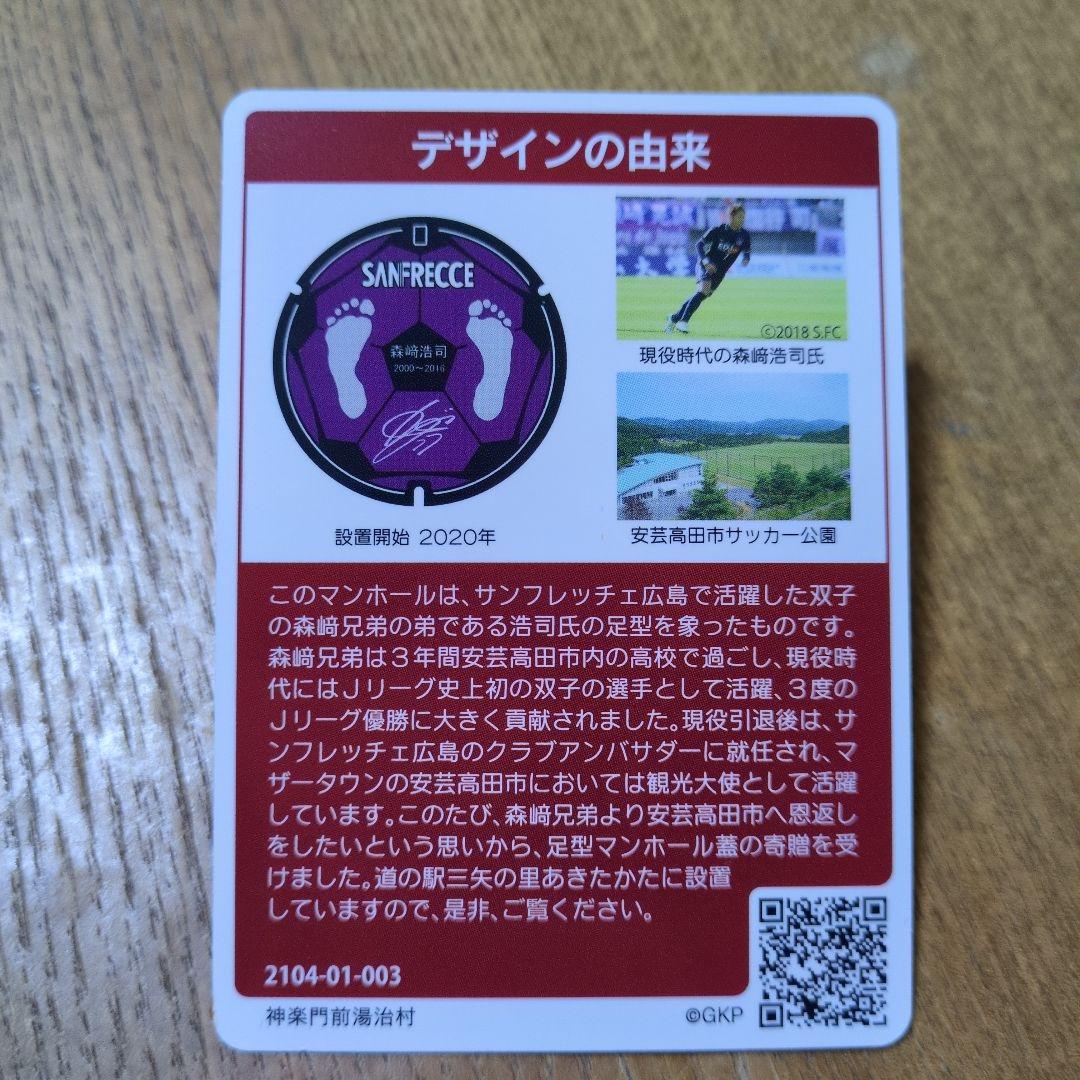 デザインの由来
SANFRECCE
森﨑浩司
2000～2016
©2018 S.FC
現役時代の森﨑浩司氏
設置開始 2020年
安芸高田市サッカー公園
このマンホールは、サンフレッチェ広島で活躍した双子
の森﨑兄弟の弟である浩司氏の足型を象ったものです。
森﨑兄弟は３年間安芸高田市内の高校で過ごし、現役時
代にはＪリーグ史上初の双子の選手として活躍、３度の
Ｊリーグ優勝に大きく貢献されました。現役引退後は、サ
ンフレッチェ広島のクラブアンバサダーに就任され、マ
ザータウンの安芸高田市においては観光大使として活躍
しています。このたび、森﨑兄弟より安芸高田市へ恩返し
をしたいという思いから、足型マンホール蓋の寄贈を受
けました。道の駅三矢の里あきたかたに設置
していますので、是非、ご覧ください。
2104-01-003
神楽門前湯治村
©GKP